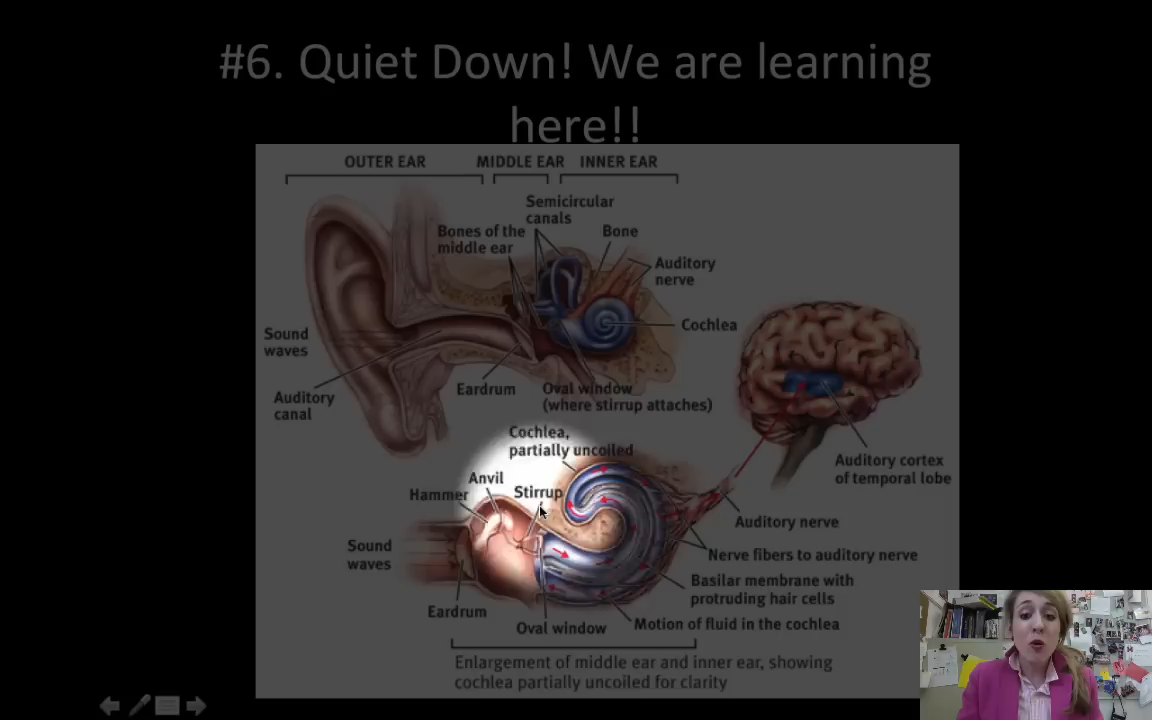 #6. Quiet Down! We are learning
here!!
OUTER EAR
MIDDLE EAR
INNER EAR
Semicircular
canals
Bones of the
middle ear
Bone
Auditory
nerve
Sound
waves
Cochlea
Auditory
canal
Eardrum
Oval window
(where stirrup attaches)
Cochlea,
partially uncoiled
Auditory cortex
of temporal lobe
Anvil
Hammer
Stirrup
Auditory nerve
Sound
waves
Nerve fibers to auditory nerve
Basilar membrane with
protruding hair cells
Eardrum
Oval window
Motion of fluid in the cochlea
Enlargement of middle ear and inner ear, showing
cochlea partially uncoiled for clarity